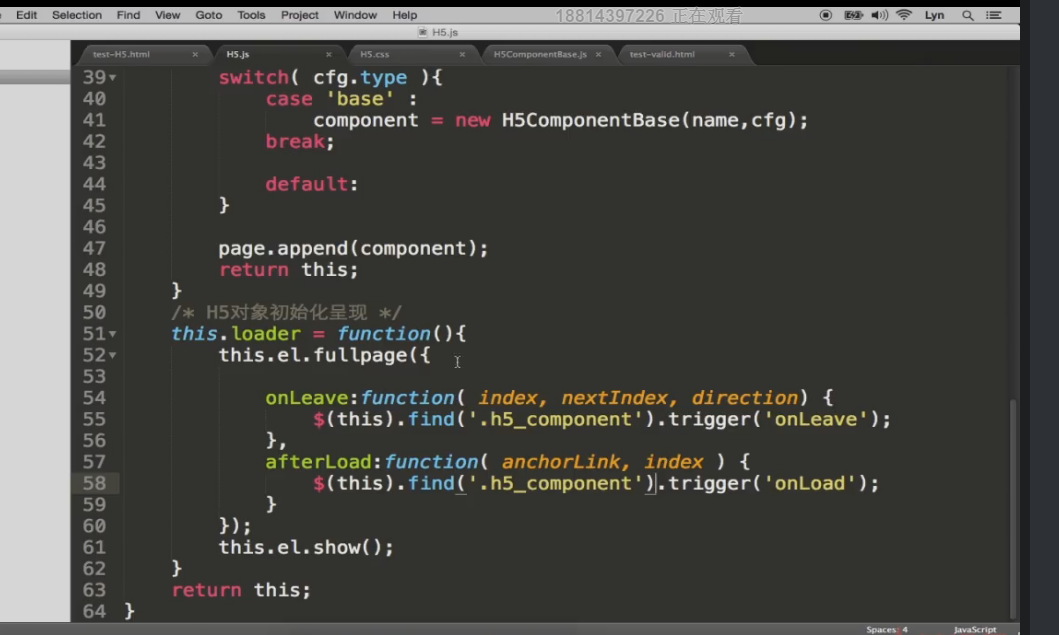 Edit Selection Find View Goto Tools Project Window Help 18814397226 正在观看 Lyn
H5.js
test-H5.html × H5.js × H5.css × H5ComponentBase.js × test-valid.html ×
39 switch( cfg.type ){
40 case 'base' :
41 component = new H5ComponentBase(name,cfg);
42 break;
43
44 default:
45 }
46
47 page.append(component);
48 return this;
49 }
50 /* H5对象初始化呈现 */
51 this.loader = function(){
52 this.el.fullpage({
53
54 onLeave:function( index, nextIndex, direction) {
55 $(this).find('.h5_component').trigger('onLeave');
56 },
57 afterLoad:function( anchorLink, index ) {
58 $(this).find('.h5_component').trigger('onLoad');
59 }
60 });
61 this.el.show();
62 }
63 return this;
64 }
Spaces: 4 JavaScript